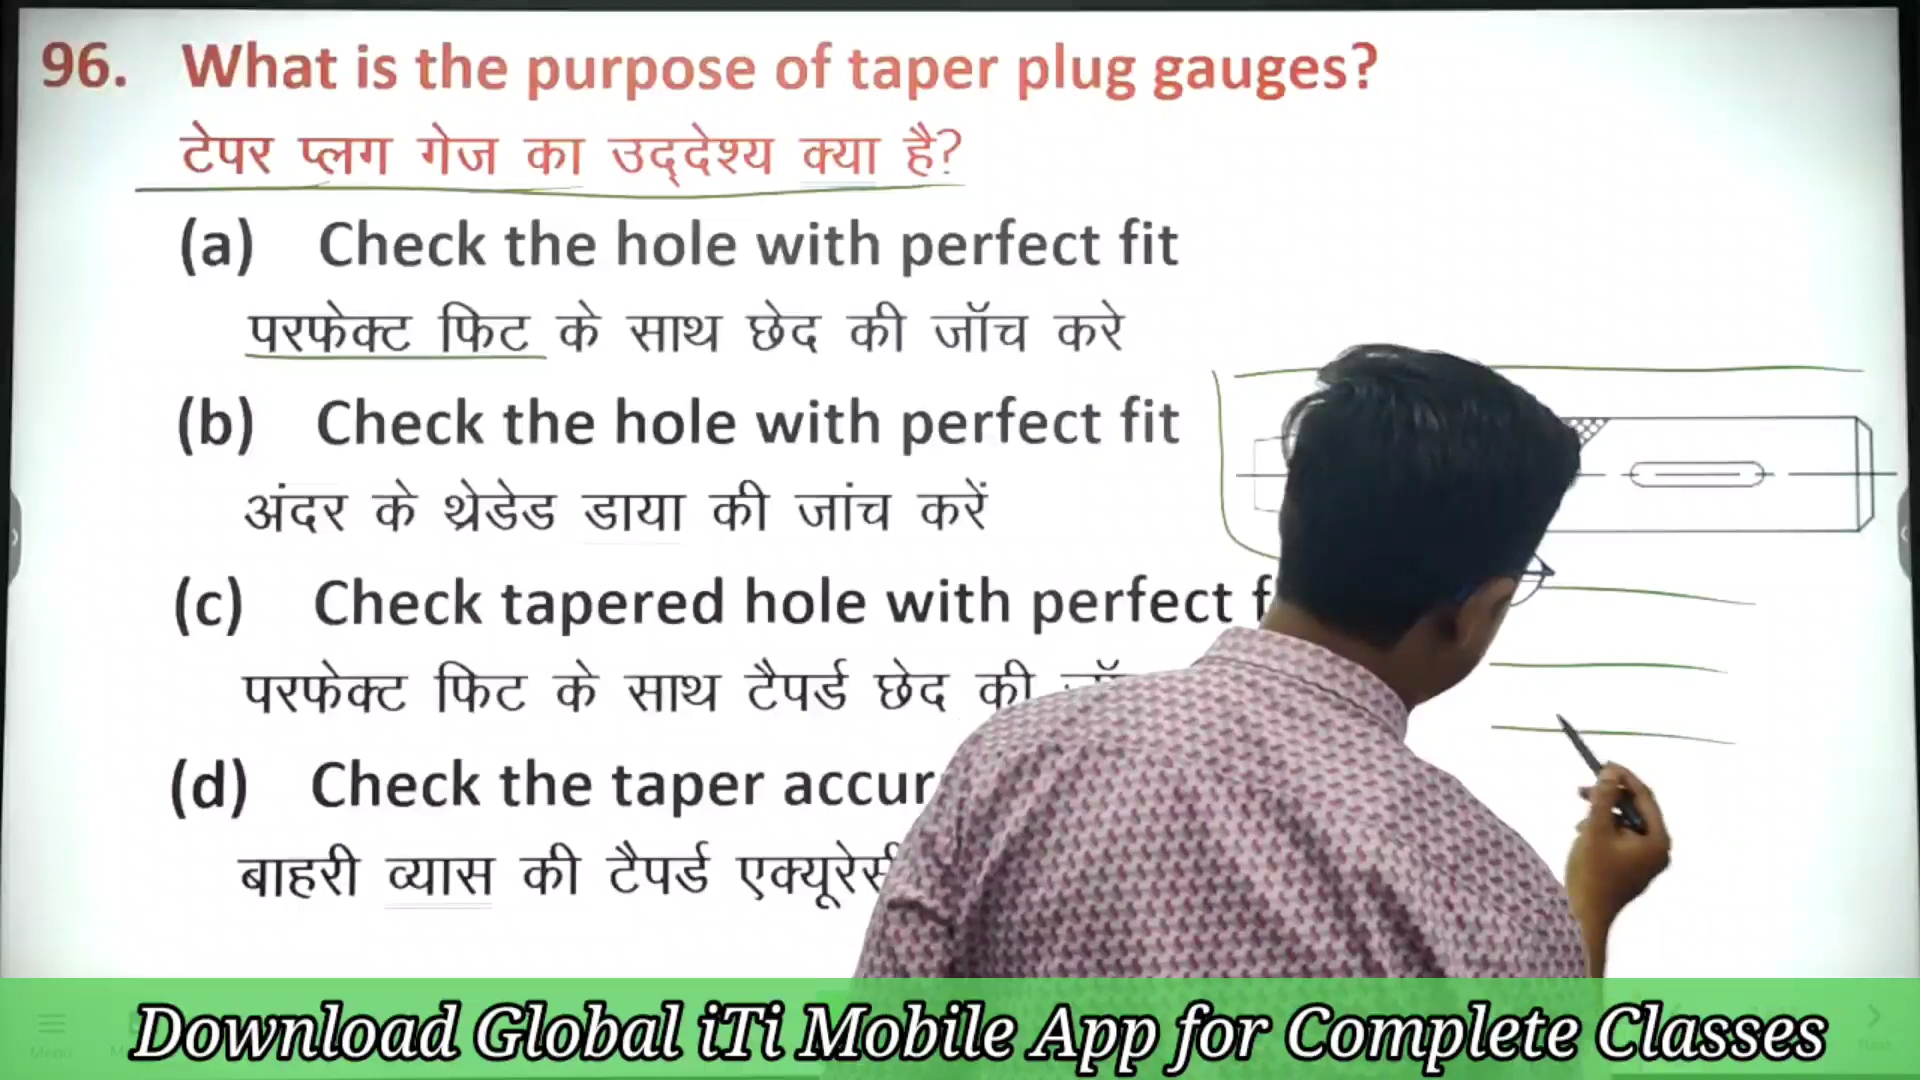 96. What is the purpose of taper plug gauges?
टेपर प्लग गेज का उद्देश्य क्या है?
(a) Check the hole with perfect fit
परफेक्ट फिट के साथ छेद की जॉच करे
(b) Check the hole with perfect fit
अंदर के थ्रेडेड डाया की जांच करें
(c) Check tapered hole with perfect
परफेक्ट फिट के साथ टैपर्ड छेद की
(d) Check the taper
बाहरी व्यास की टैपर्ड
Download Global iTi Mobile App for Complete Classes